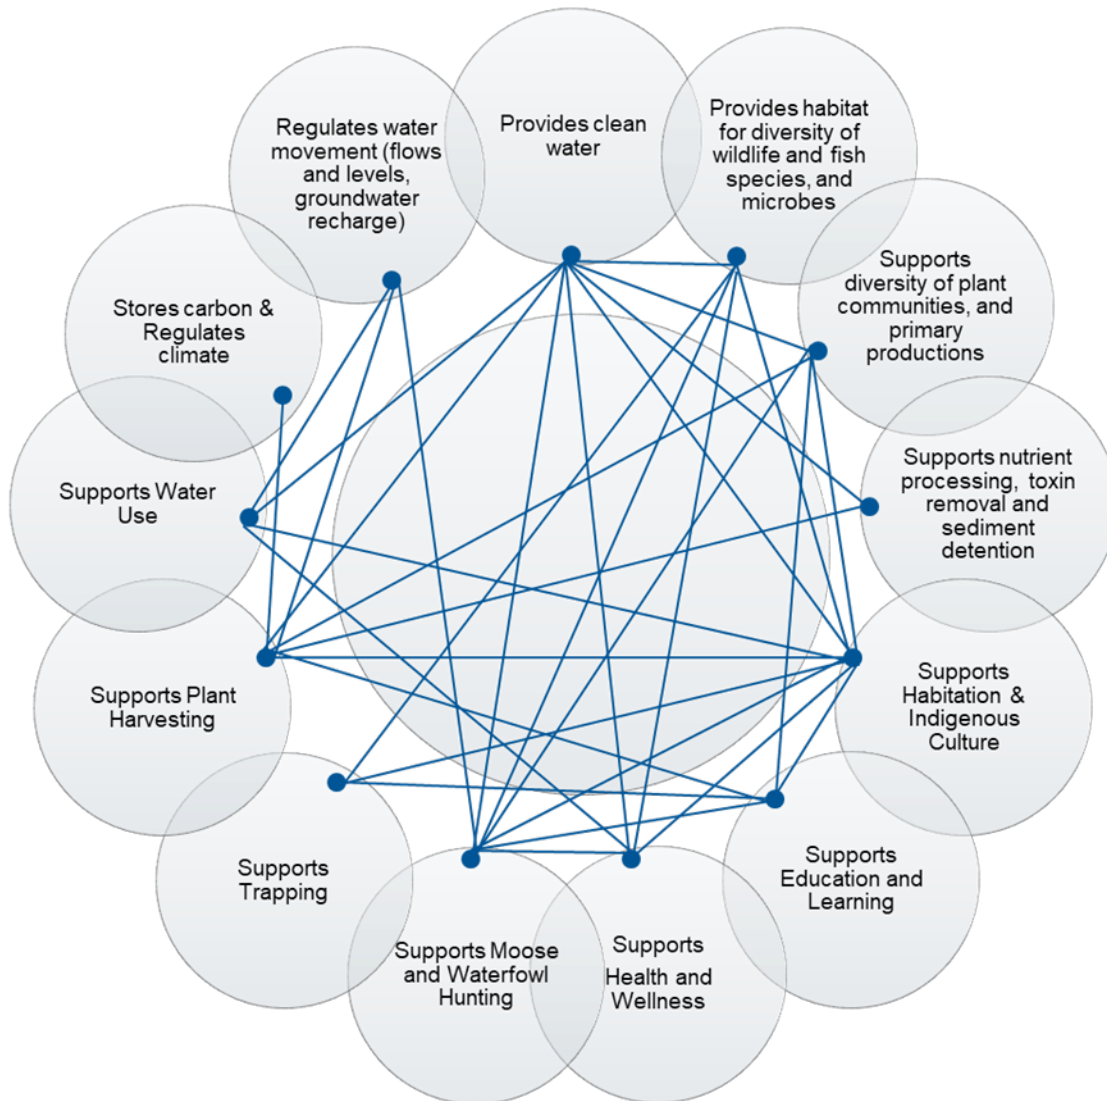 Provides clean
water
Provides habitat
for diversity of
wildlife and fish
species, and
microbes
Supports
diversity of plant
communities, and
primary
productions
Supports nutrient
processing, toxin
removal and
sediment
detention
Supports
Habitation &
Indigenous
Culture
Supports
Education and
Learning
Supports
Health and
Wellness
Supports Moose
and Waterfowl
Hunting
Supports
Trapping
Supports Plant
Harvesting
Supports Water
Use
Stores carbon &
Regulates
climate
Regulates water
movement (flows
and levels,
groundwater
recharge)